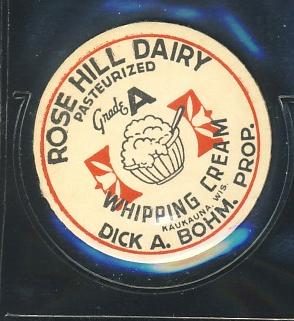 ROSE HILL DAIRY
PASTEURIZED
Grade A
WHIPPING CREAM
KAUKAUNA, WIS.
DICK A. BOHM. PROP.